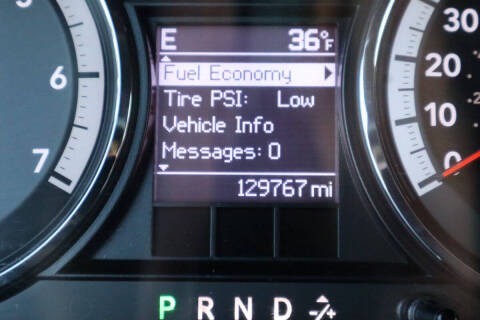 E 36°F
Fuel Economy
Tire PSI: Low
Vehicle Info
Messages: 0
129767 mi
P R N D -/+
6
7
30
20
10
0